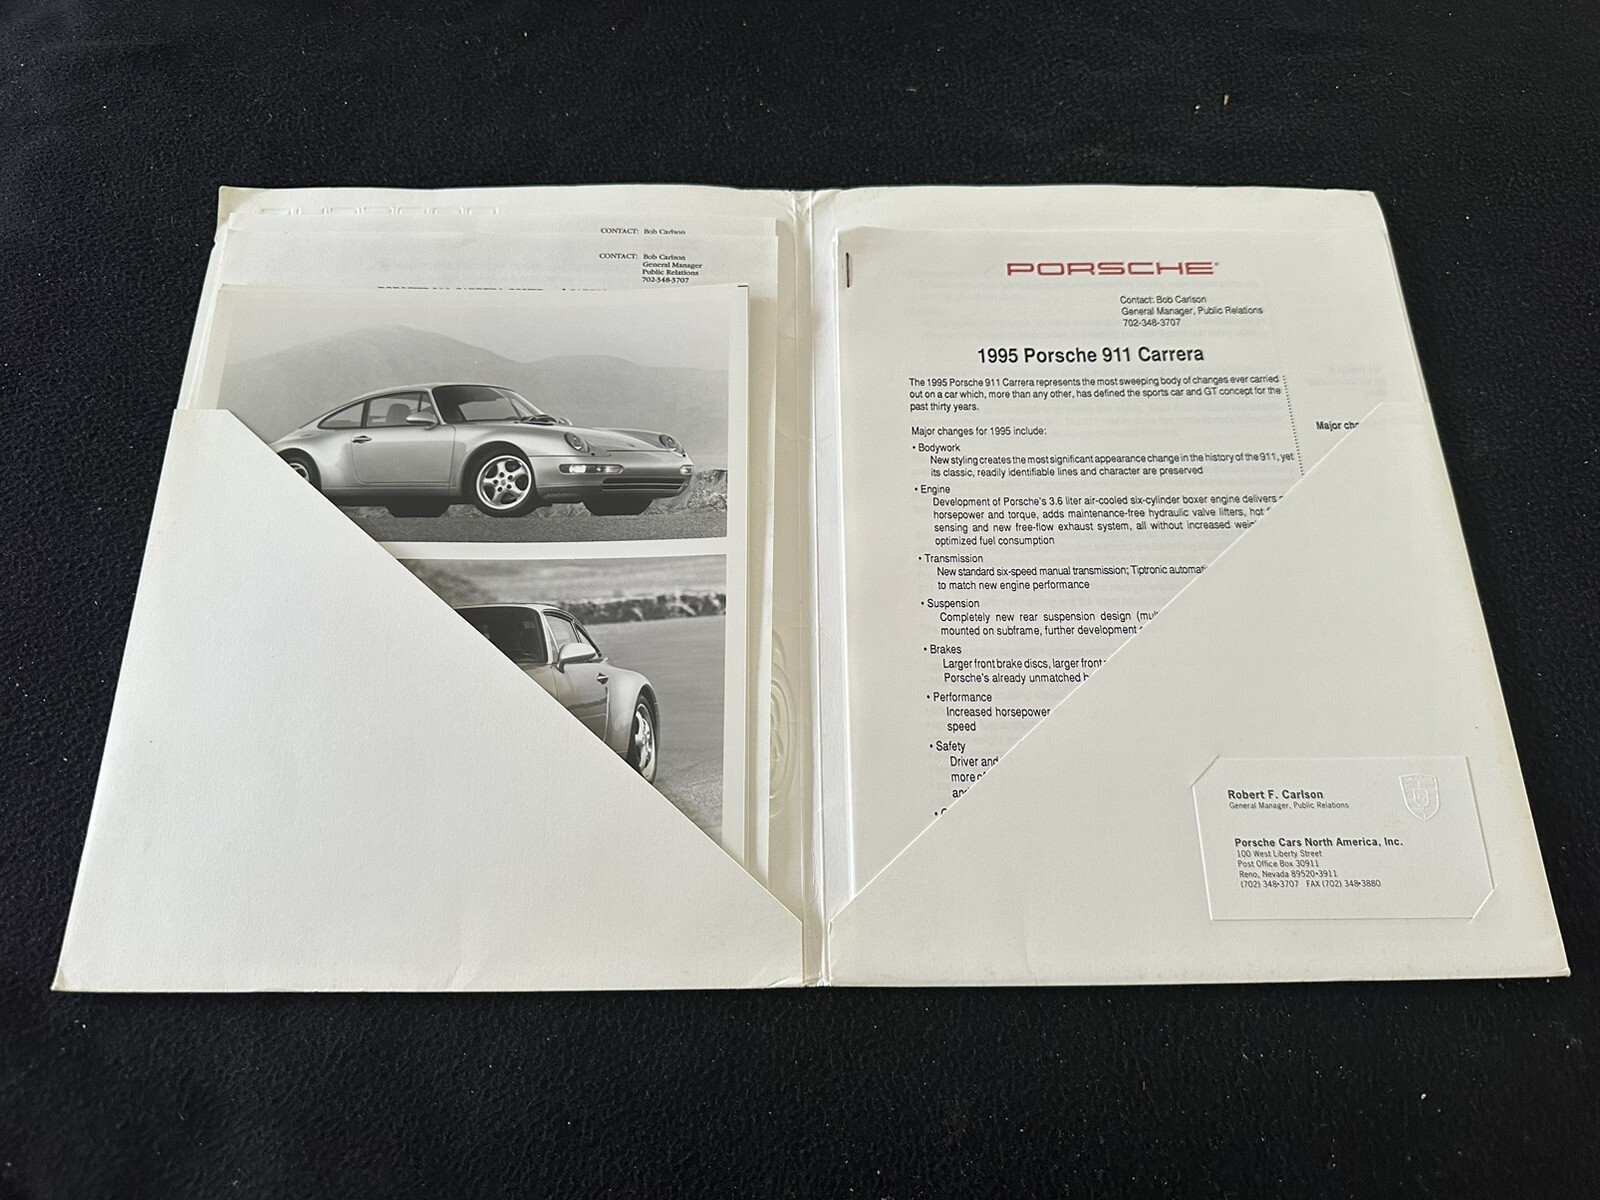 CONTACT: Bob Carlson
CONTACT: Bob Carlson
General Manager
Public Relations
702-348-3707
PORSCHE
Contact: Bob Carlson
General Manager, Public Relations
702-348-3707
1995 Porsche 911 Carrera
The 1995 Porsche 911 Carrera represents the most sweeping body of changes ever carried
out on a car which, more than any other, has defined the sports car and GT concept for the
past thirty years.
Major changes for 1995 include:
• Bodywork
New styling creates the most significant appearance change in the history of the 911, yet
its classic, readily identifiable lines and character are preserved
• Engine
Development of Porsche's 3.6 liter air-cooled six-cylinder boxer engine delivers
horsepower and torque, adds maintenance-free hydraulic valve lifters, hot
sensing and new free-flow exhaust system, all without increased
optimized fuel consumption
• Transmission
New standard six-speed manual transmission; Tiptronic
to match new engine performance
• Suspension
Completely new rear suspension design
mounted on subframe, further development
• Brakes
Larger front brake discs, larger front
Porsche's already unmatched
• Performance
Increased horsepower
speed
• Safety
Driver and
more
Major
Robert F. Carlson
General Manager, Public Relations
Porsche Cars North America, Inc.
100 West Liberty Street
Post Office Box 30911
Reno, Nevada 89520•3911
(702) 348•3707 FAX (702) 348•3880